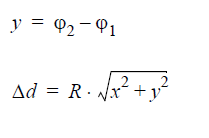 y = φ₂ − φ₁
Δd = R · √(x² + y²)